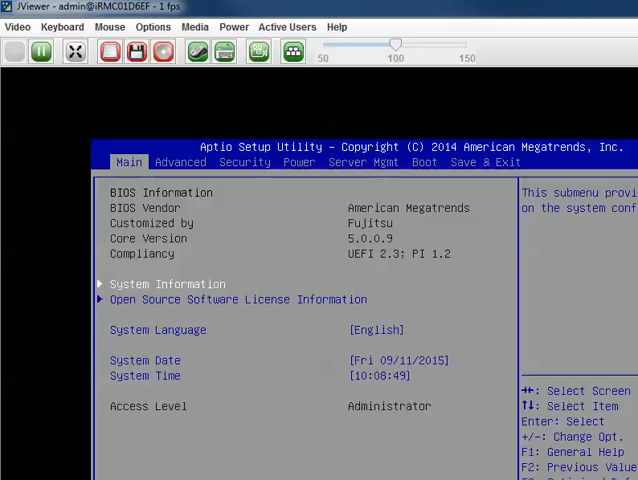 JViewer - admin@iRMC01D6EF - 1 fps
Video Keyboard Mouse Options Media Power Active Users Help
50 100 150
Aptio Setup Utility – Copyright (C) 2014 American Megatrends, Inc.
Main Advanced Security Power Server Mgmt Boot Save & Exit
BIOS Information
BIOS Vendor American Megatrends
Customized by Fujitsu
Core Version 5.0.0.9
Compliancy UEFI 2.3; PI 1.2
System Information
Open Source Software License Information
System Language [English]
System Date [Fri 09/11/2015]
System Time [10:08:49]
Access Level Administrator
This submenu provi
on the system conf
→←: Select Screen
↑↓: Select Item
Enter: Select
+/-: Change Opt.
F1: General Help
F2: Previous Value